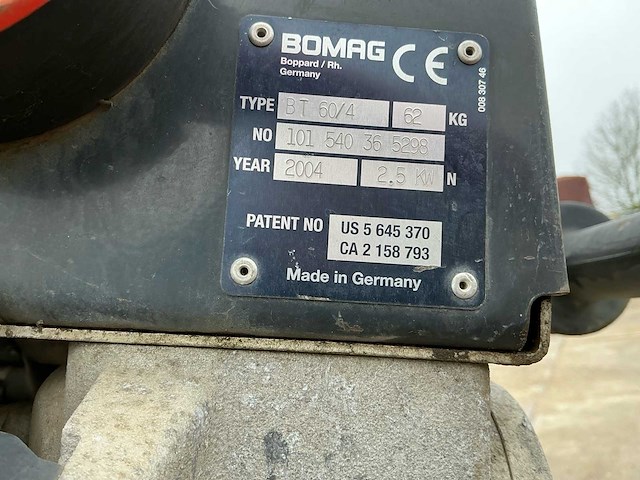 BOMAG CE
Boppard / Rh.
Germany
TYPE BT 60/4 62 KG
NO 101 540 36 5298
YEAR 2004 2.5 KW N
PATENT NO US 5 645 370
CA 2 158 793
Made in Germany
008 307 46